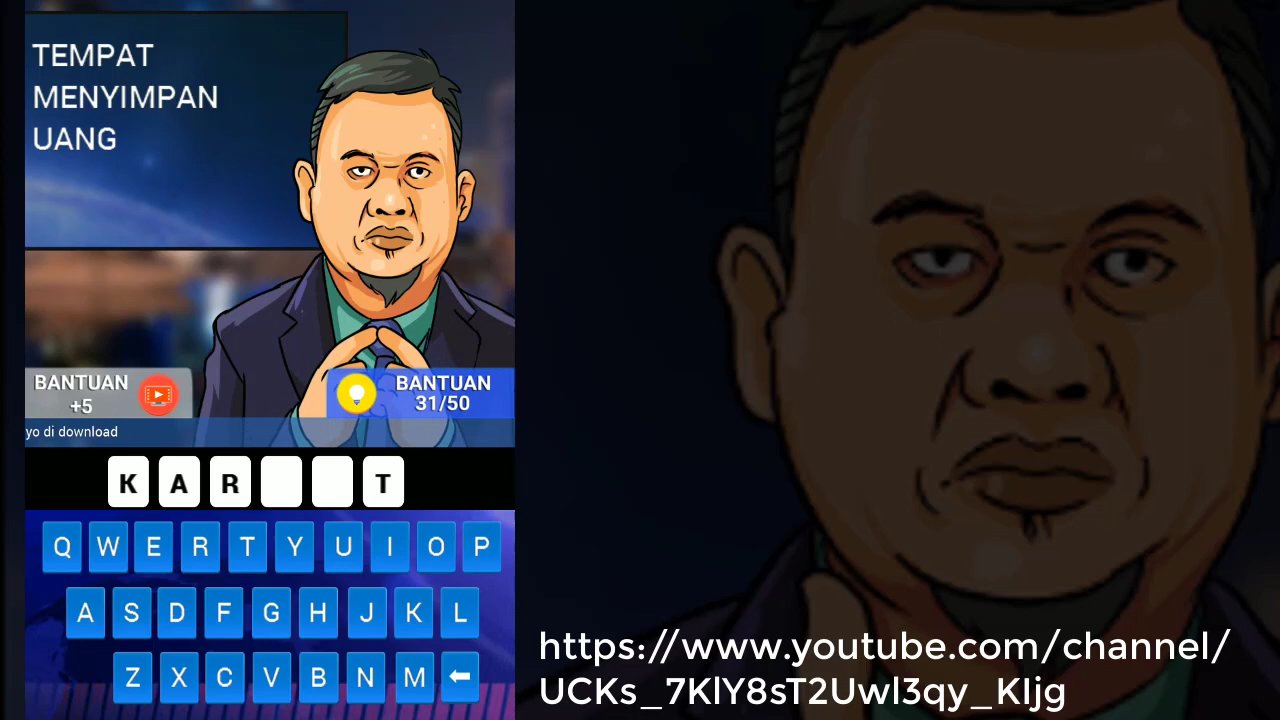 TEMPAT
MENYIMPAN
UANG
BANTUAN
+5
BANTUAN
31/50
yo di download
K A R T
Q W E R T Y U I O P
A S D F G H J K L
Z X C V B N M
https://www.youtube.com/channel/
UCKs_7KlY8sT2Uwl3qy_KIjg